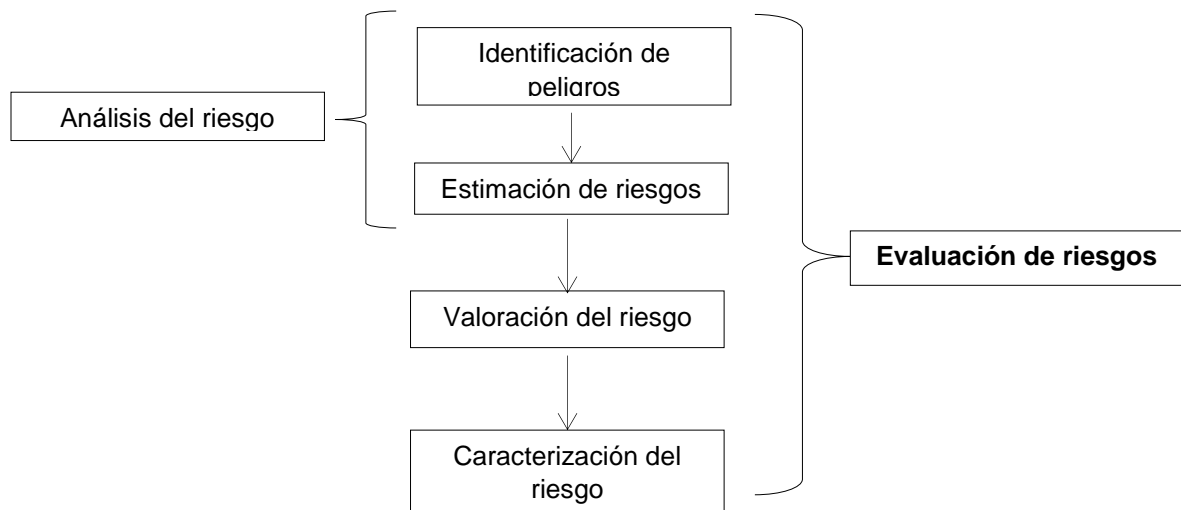 Identificación de
peligros
Análisis del riesgo
Estimación de riesgos
Evaluación de riesgos
Valoración del riesgo
Caracterización del
riesgo